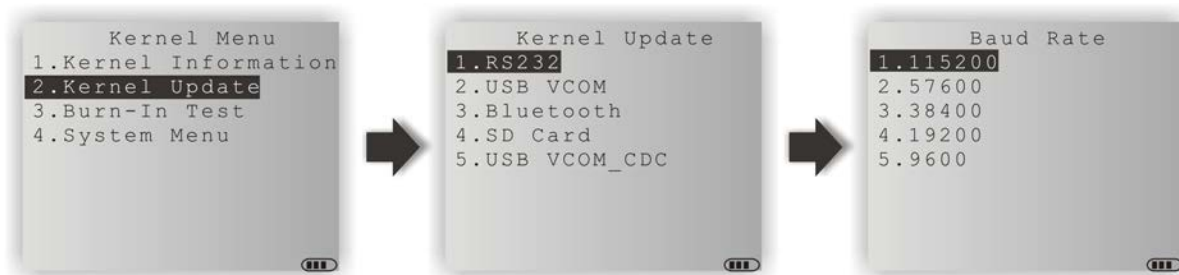 Kernel Menu
1.Kernel Information
2.Kernel Update
3.Burn-In Test
4.System Menu
Kernel Update
1.RS232
2.USB VCOM
3.Bluetooth
4.SD Card
5.USB VCOM_CDC
Baud Rate
1.115200
2.57600
3.38400
4.19200
5.9600